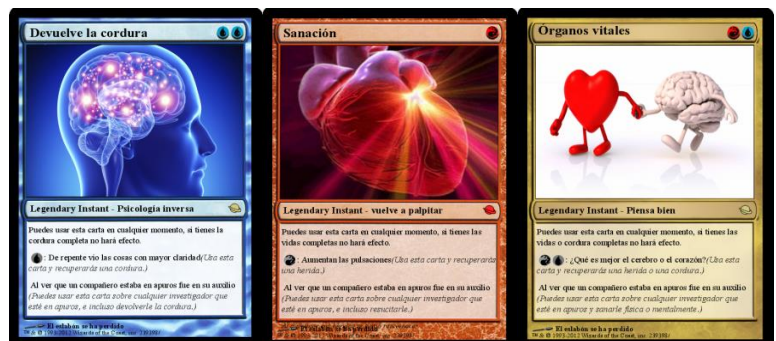 Devuelve la cordura
Legendary Instant - Psicología inversa
Puedes usar esta carta en cualquier momento, si tienes la
cordura completa no hará efecto.
: De repente vio las cosas con mayor claridad(Usa esta
carta y recuperarás una cordura.)
Al ver que un compañero estaba en apuros fue en su auxilio
(Puedes usar esta carta sobre cualquier investigador que
esté en apuros, e incluso devolverle la cordura.)
El eslabón se ha perdido
Sanación
Legendary Instant - vuelve a palpitar
Puedes usar esta carta en cualquier momento, si tienes las
vidas completas no hará efecto.
: Aumentan las pulsaciones(Usa esta carta y recuperarás
una herida.)
Al ver que un compañero estaba en apuros fue en su auxilio
(Puedes usar esta carta sobre cualquier investigador que
esté en apuros, e incluso resucitarle.)
El eslabón se ha perdido
Órganos vitales
Legendary Instant - Piensa bien
Puedes usar esta carta en cualquier momento, si tienes las
vidas o cordura completas no hará efecto.
: ¿Qué es mejor el cerebro o el corazón?(Usa esta
carta y recuperarás una herida o una cordura.)
Al ver que un compañero estaba en apuros fue en su auxilio
(Puedes usar esta carta sobre cualquier investigador que
esté en apuros y sanarle física o mentalmente.)
El eslabón se ha perdido